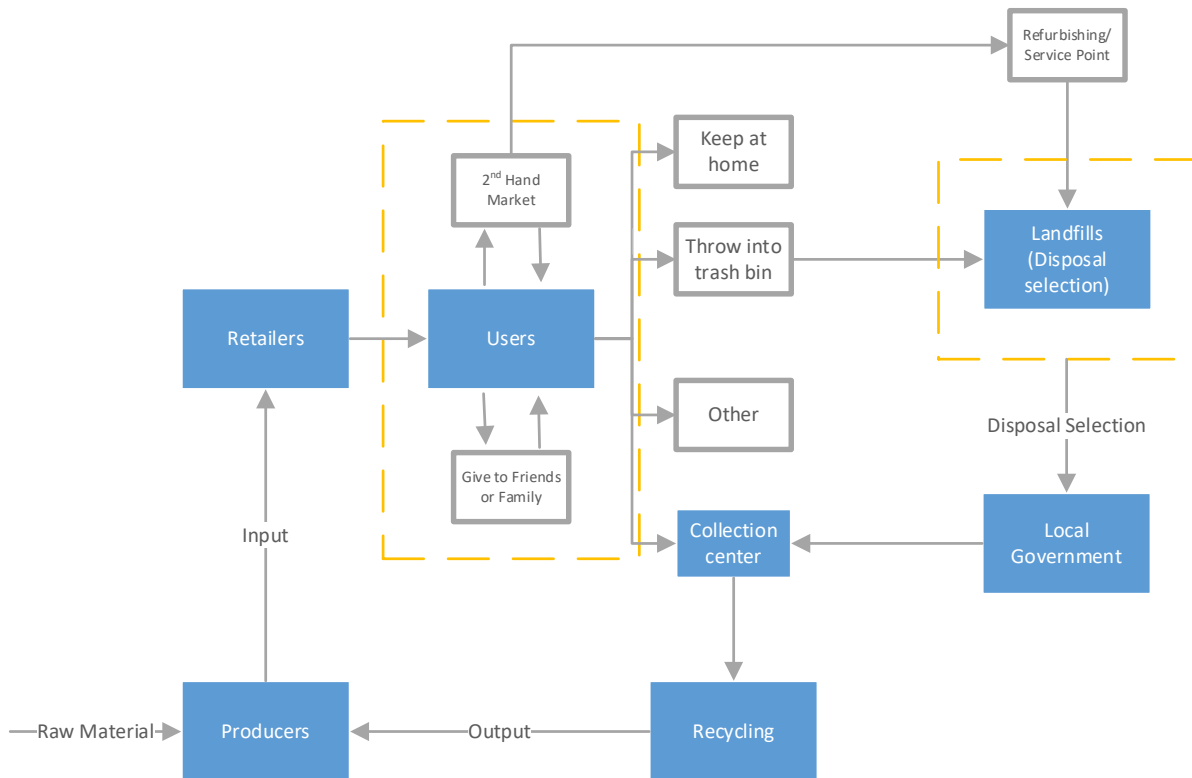 Refurbishing/
Service Point
Keep at
home
2nd Hand
Market
Landfills
(Disposal
selection)
Throw into
trash bin
Retailers
Users
Other
Disposal Selection
Give to Friends
or Family
Input
Collection
center
Local
Government
Raw Material
Producers
Output
Recycling